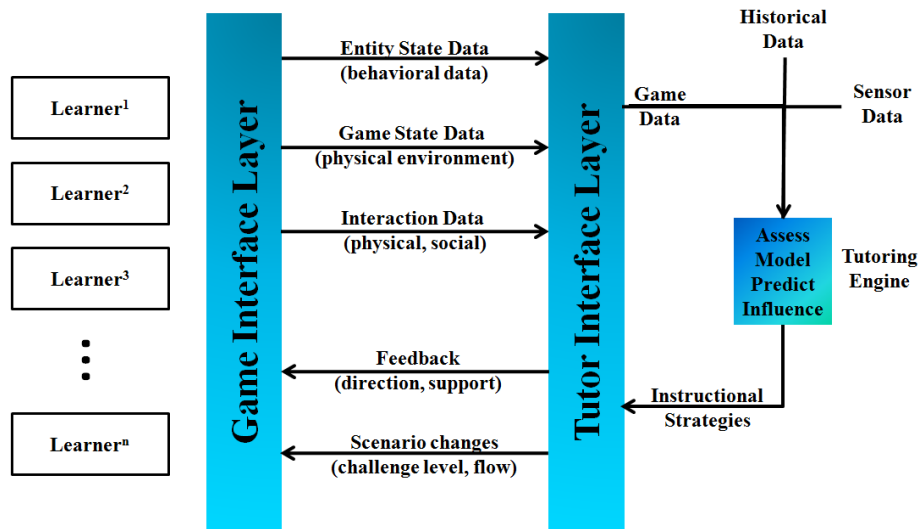 Learner1
Learner2
Learner3
Learnern
Game Interface Layer
Entity State Data
(behavioral data)
Game State Data
(physical environment)
Interaction Data
(physical, social)
Feedback
(direction, support)
Scenario changes
(challenge level, flow)
Tutor Interface Layer
Historical
Data
Game
Data
Sensor
Data
Assess
Model
Predict
Influence
Tutoring
Engine
Instructional
Strategies